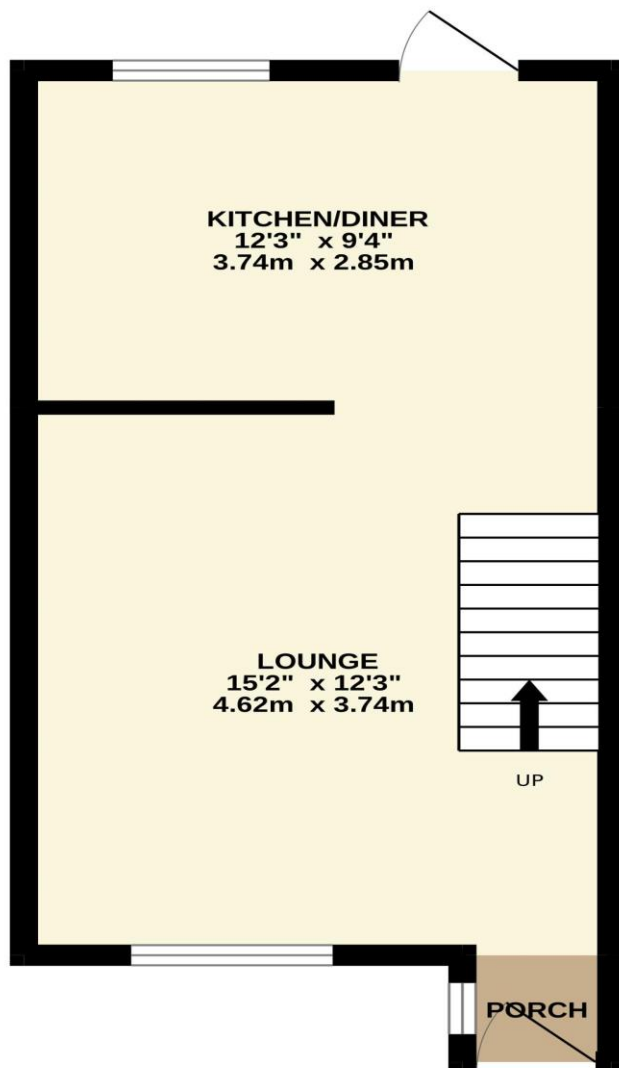 KITCHEN/DINER
12'3" x 9'4"
3.74m x 2.85m
LOUNGE
15'2" x 12'3"
4.62m x 3.74m
UP
PORCH